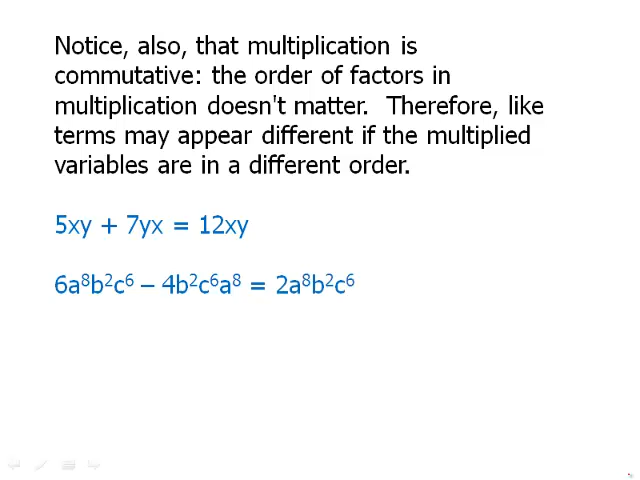 Notice, also, that multiplication is
commutative: the order of factors in
multiplication doesn't matter.  Therefore, like
terms may appear different if the multiplied
variables are in a different order.
5xy + 7yx = 12xy
6a⁸b²c⁶ – 4b²c⁶a⁸ = 2a⁸b²c⁶